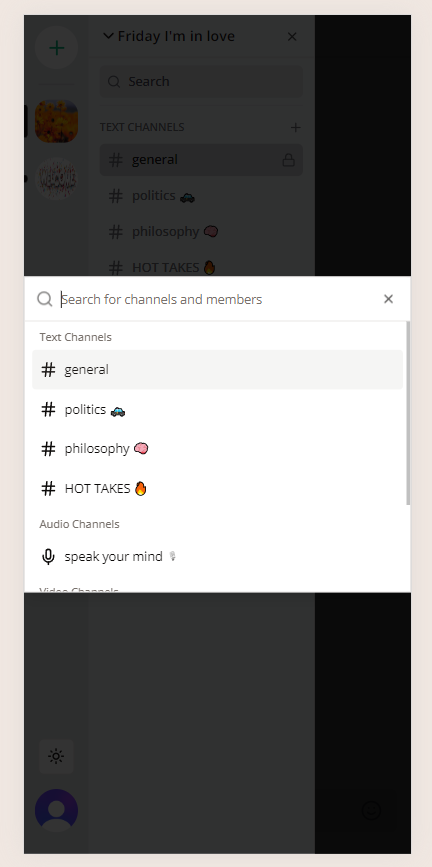 Friday I'm in love
Search
TEXT CHANNELS
general
politics 🚓
philosophy 🧠
HOT TAKES 🔥
Search for channels and members
Text Channels
general
politics 🚓
philosophy 🧠
HOT TAKES 🔥
Audio Channels
speak your mind 🎙
Video Channels